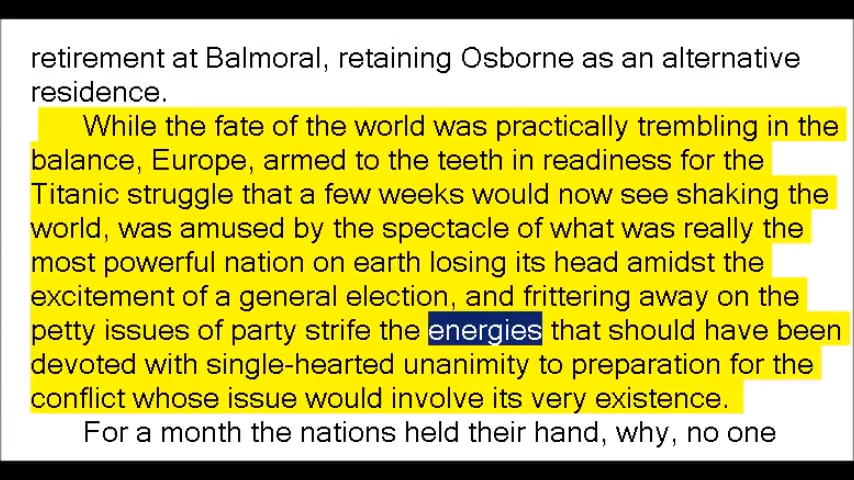 retirement at Balmoral, retaining Osborne as an alternative
residence.
While the fate of the world was practically trembling in the
balance, Europe, armed to the teeth in readiness for the
Titanic struggle that a few weeks would now see shaking the
world, was amused by the spectacle of what was really the
most powerful nation on earth losing its head amidst the
excitement of a general election, and frittering away on the
petty issues of party strife the energies that should have been
devoted with single-hearted unanimity to preparation for the
conflict whose issue would involve its very existence.
For a month the nations held their hand, why, no one